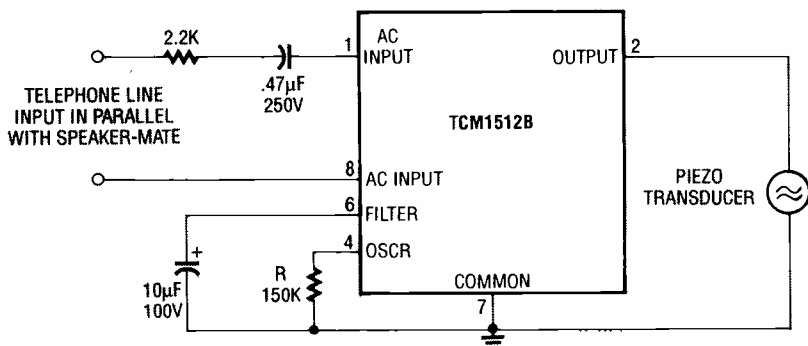 2.2K
.47µF
250V
TELEPHONE LINE
INPUT IN PARALLEL
WITH SPEAKER-MATE
1
AC
INPUT
OUTPUT
2
TCM1512B
8
AC INPUT
6
FILTER
4
OSCR
+
10µF
100V
R
150K
COMMON
7
PIEZO
TRANSDUCER